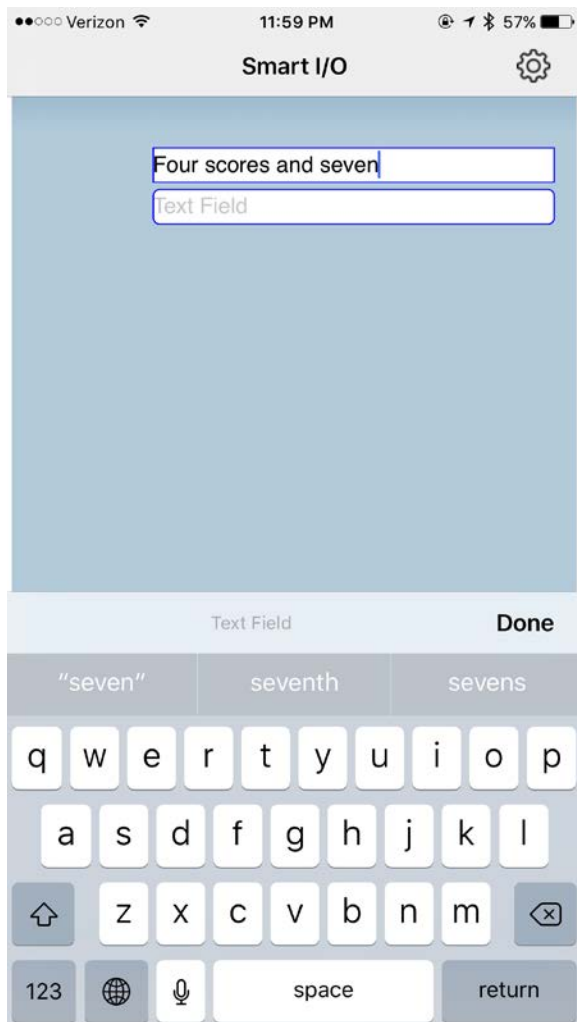 Verizon 11:59 PM 57%
Smart I/O
Four scores and seven
Text Field
Text Field Done
"seven" seventh sevens
q w e r t y u i o p
a s d f g h j k l
z x c v b n m
123 space return